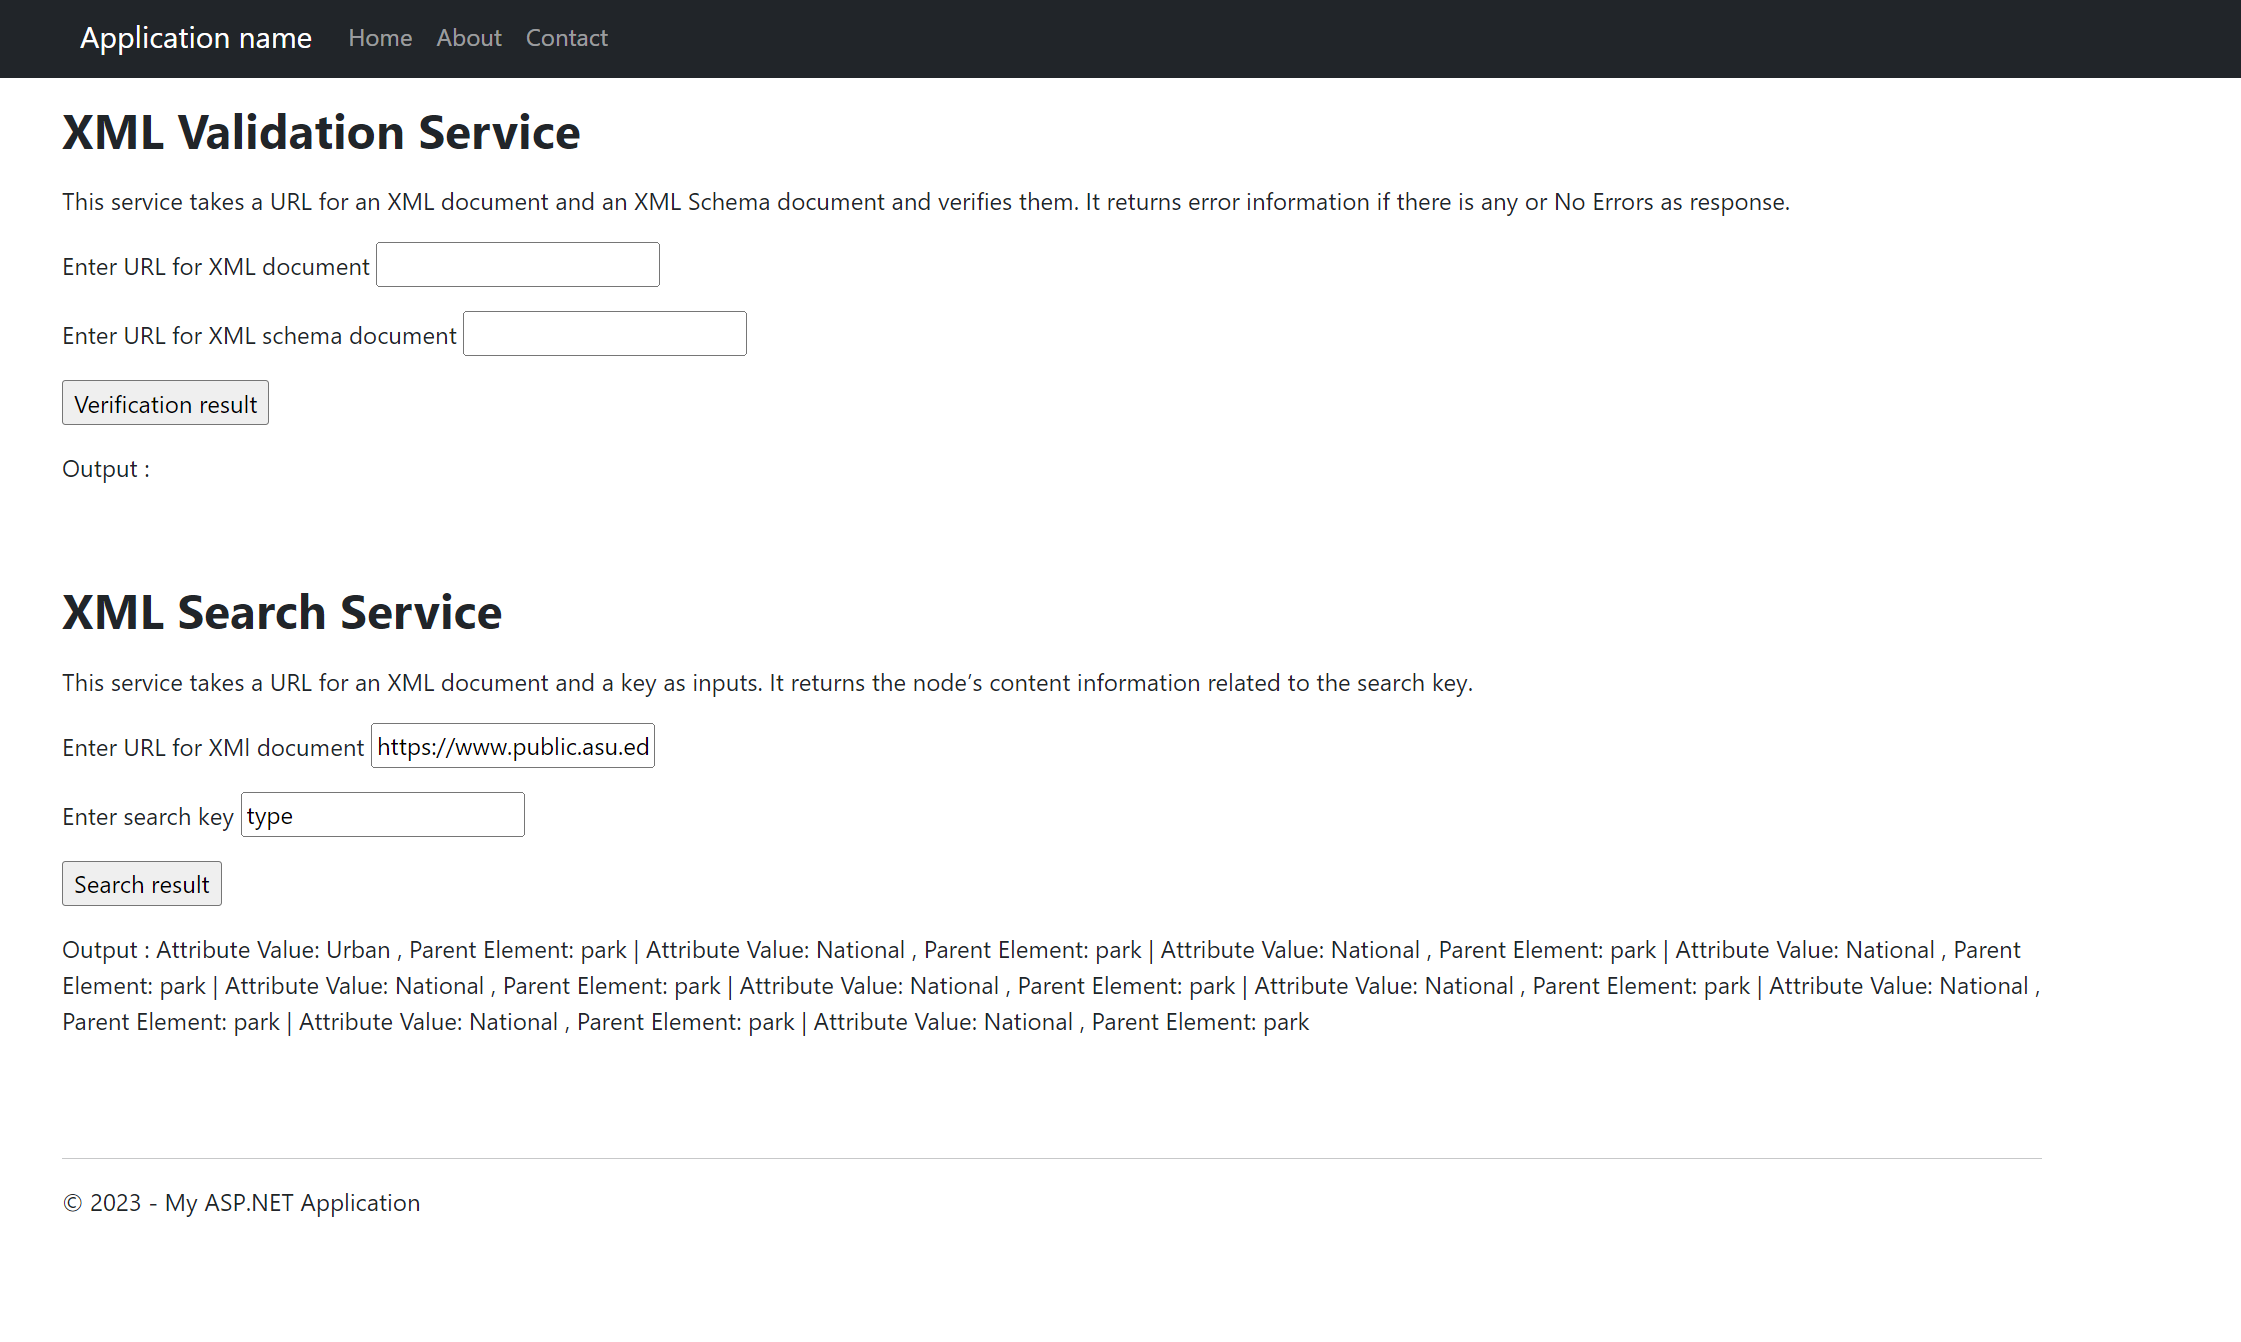 Application name Home About Contact
XML Validation Service
This service takes a URL for an XML document and an XML Schema document and verifies them. It returns error information if there is any or No Errors as response.
Enter URL for XML document
Enter URL for XML schema document
Verification result
Output :
XML Search Service
This service takes a URL for an XML document and a key as inputs. It returns the node’s content information related to the search key.
Enter URL for XMl document https://www.public.asu.ed
Enter search key type
Search result
Output : Attribute Value: Urban , Parent Element: park | Attribute Value: National , Parent Element: park | Attribute Value: National , Parent Element: park | Attribute Value: National , Parent
Element: park | Attribute Value: National , Parent Element: park | Attribute Value: National , Parent Element: park | Attribute Value: National , Parent Element: park | Attribute Value: National ,
Parent Element: park | Attribute Value: National , Parent Element: park | Attribute Value: National , Parent Element: park
© 2023 - My ASP.NET Application